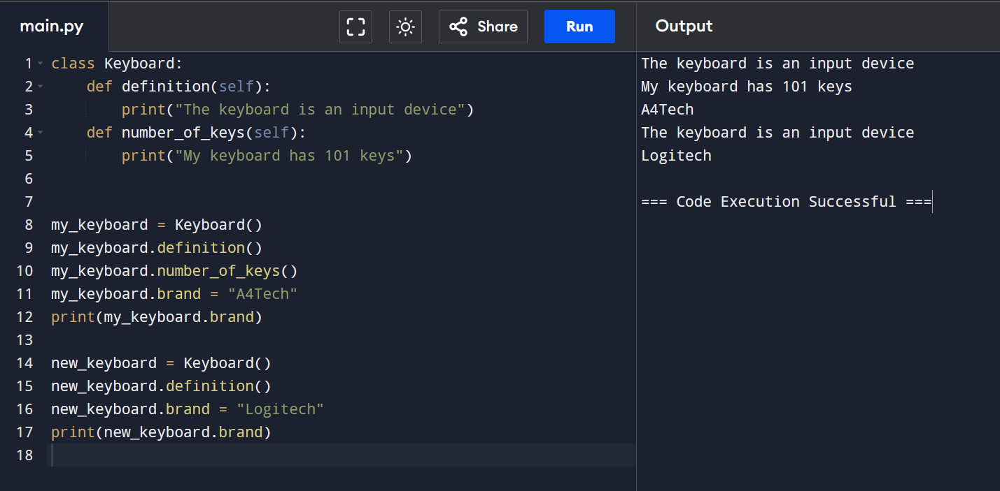 main.py
Share
Run
Output
1 class Keyboard:
2     def definition(self):
3         print("The keyboard is an input device")
4     def number_of_keys(self):
5         print("My keyboard has 101 keys")
6
7
8 my_keyboard = Keyboard()
9 my_keyboard.definition()
10 my_keyboard.number_of_keys()
11 my_keyboard.brand = "A4Tech"
12 print(my_keyboard.brand)
13
14 new_keyboard = Keyboard()
15 new_keyboard.definition()
16 new_keyboard.brand = "Logitech"
17 print(new_keyboard.brand)
18
The keyboard is an input device
My keyboard has 101 keys
A4Tech
The keyboard is an input device
Logitech
=== Code Execution Successful ===